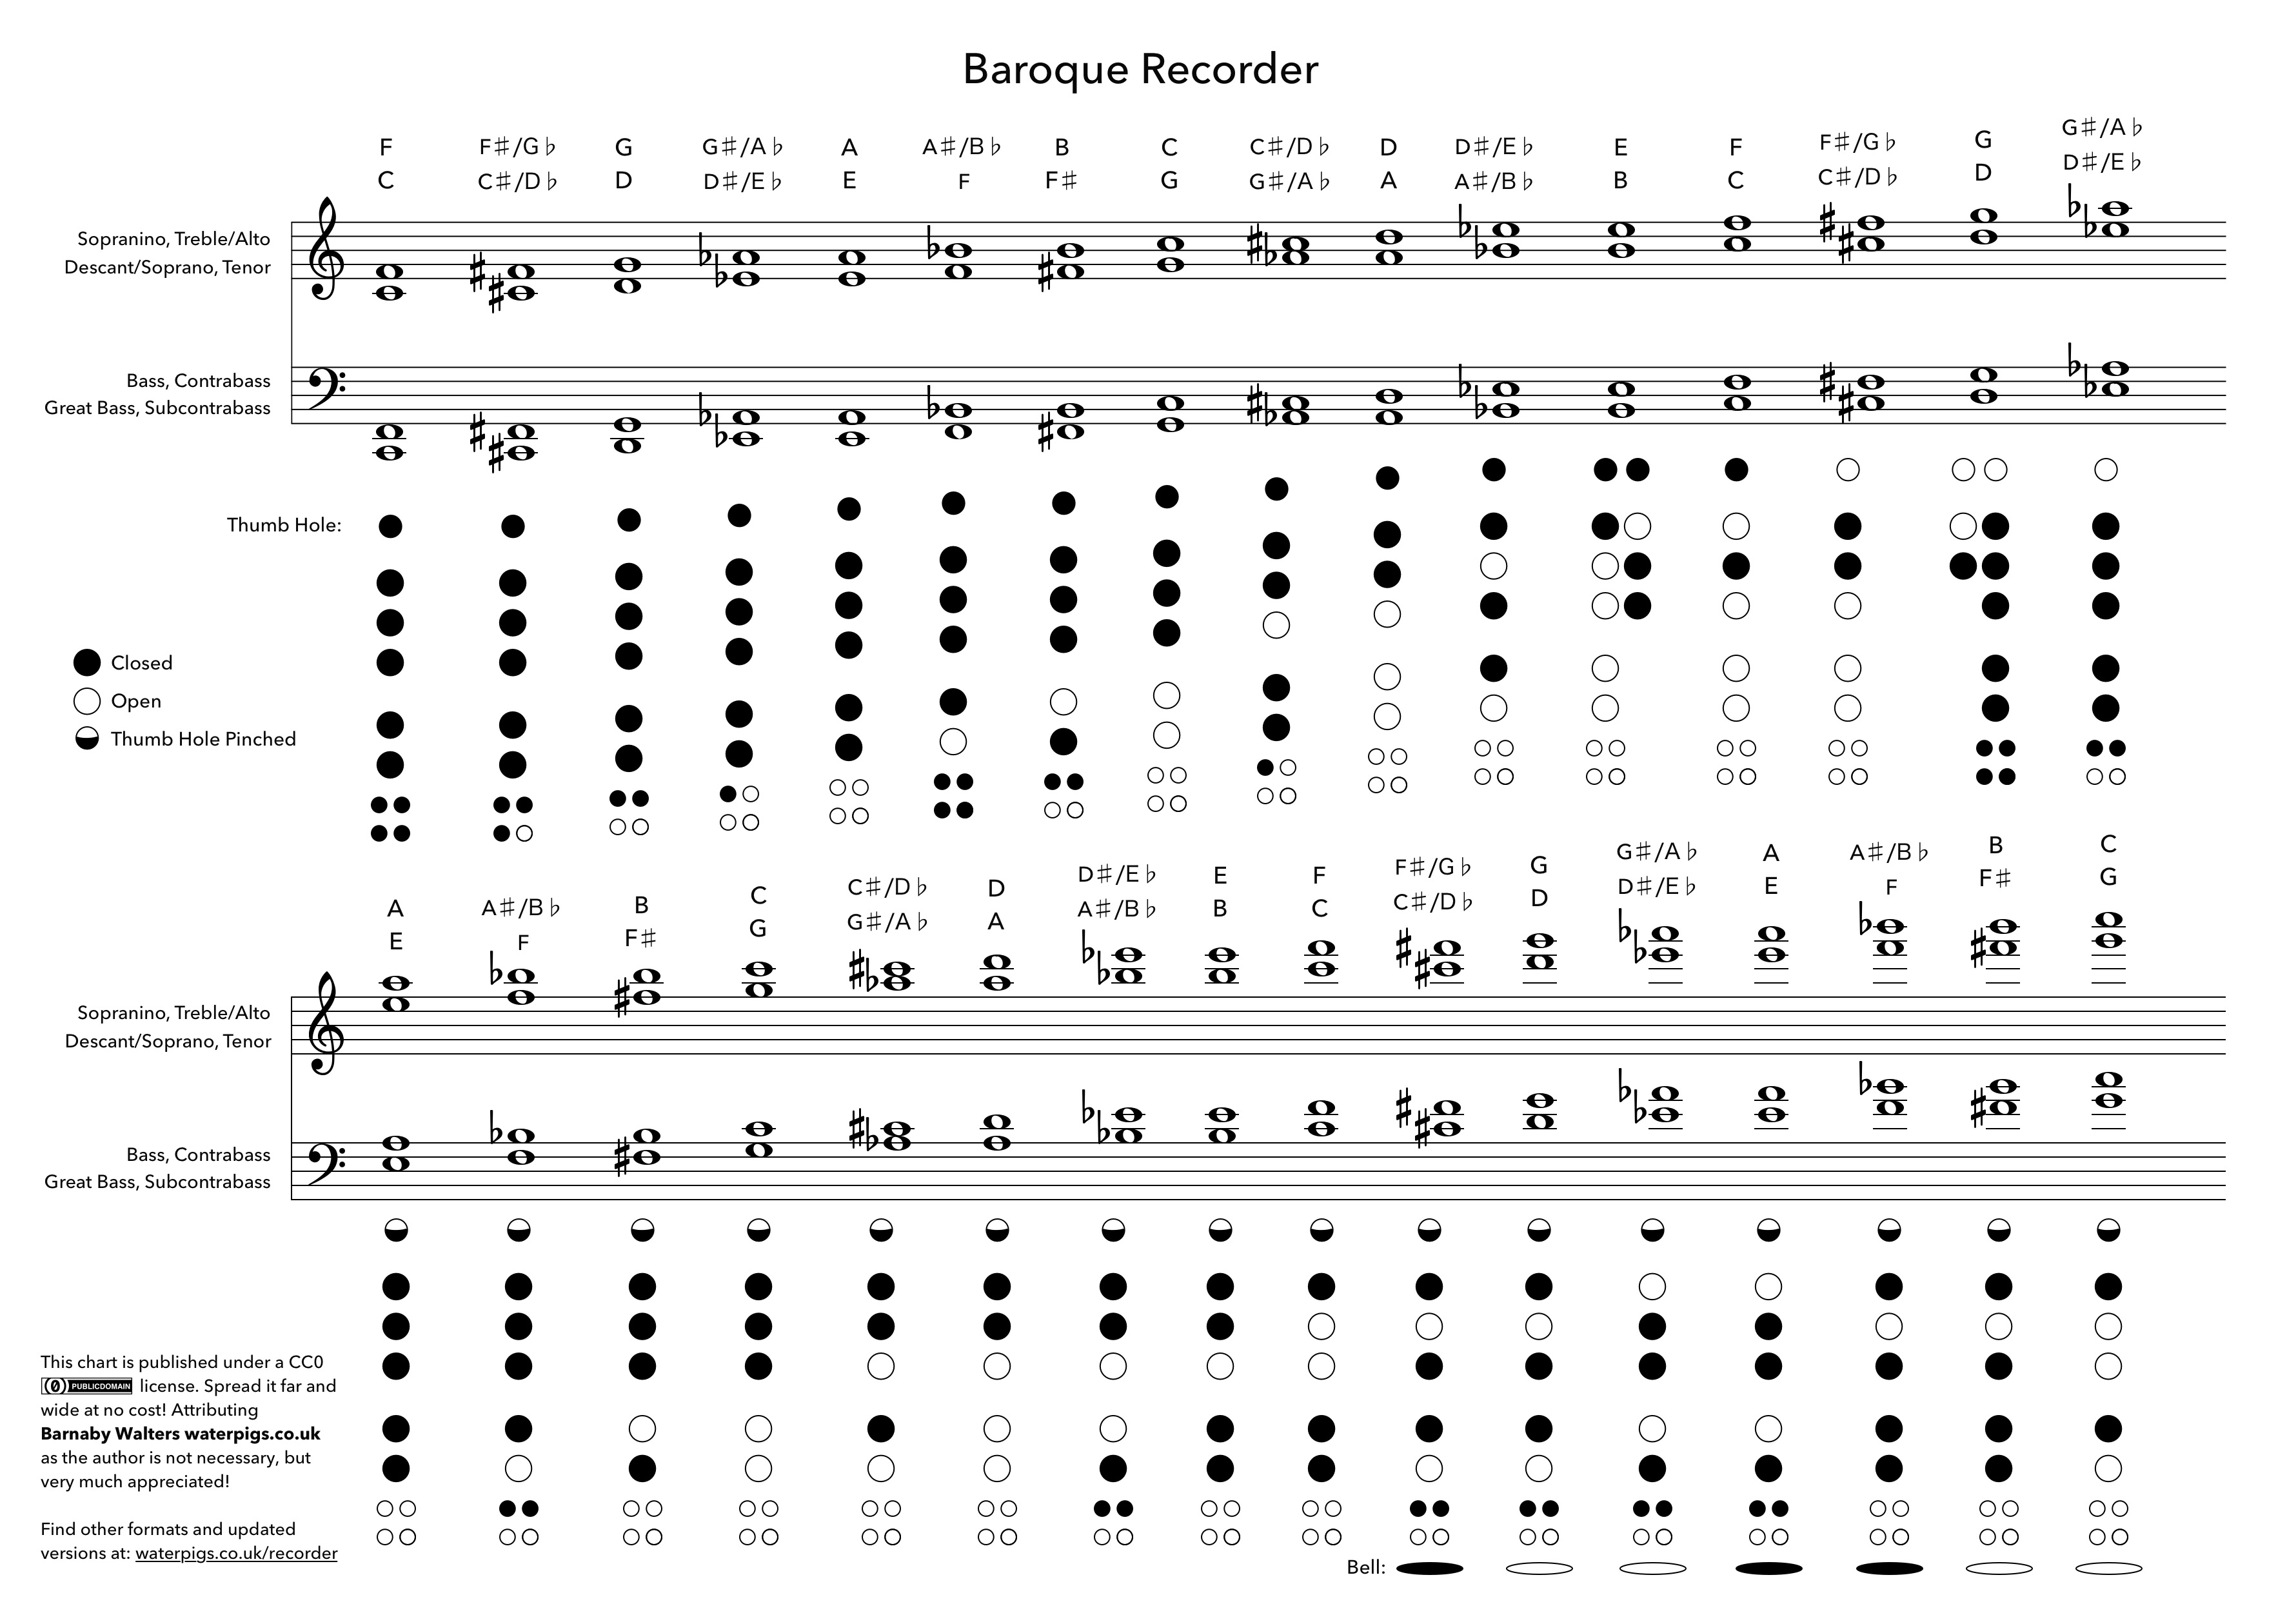 Baroque Recorder
F F♯/G♭ G G♯/A♭ A A♯/B♭ B C C♯/D♭ D D♯/E♭ E F F♯/G♭ G G♯/A♭
C C♯/D♭ D D♯/E♭ E F F♯ G G♯/A♭ A A♯/B♭ B C C♯/D♭ D D♯/E♭
Sopranino, Treble/Alto
Descant/Soprano, Tenor
Bass, Contrabass
Great Bass, Subcontrabass
Thumb Hole:
Closed
Open
Thumb Hole Pinched
A A♯/B♭ B C C♯/D♭ D D♯/E♭ E F F♯/G♭ G G♯/A♭ A A♯/B♭ B C
E F F♯ G G♯/A♭ A A♯/B♭ B C C♯/D♭ D D♯/E♭ E F F♯ G
Sopranino, Treble/Alto
Descant/Soprano, Tenor
Bass, Contrabass
Great Bass, Subcontrabass
This chart is published under a CC0
PUBLICDOMAIN license. Spread it far and
wide at no cost! Attributing
Barnaby Walters waterpigs.co.uk
as the author is not necessary, but
very much appreciated!
Find other formats and updated
versions at: waterpigs.co.uk/recorder
Bell: